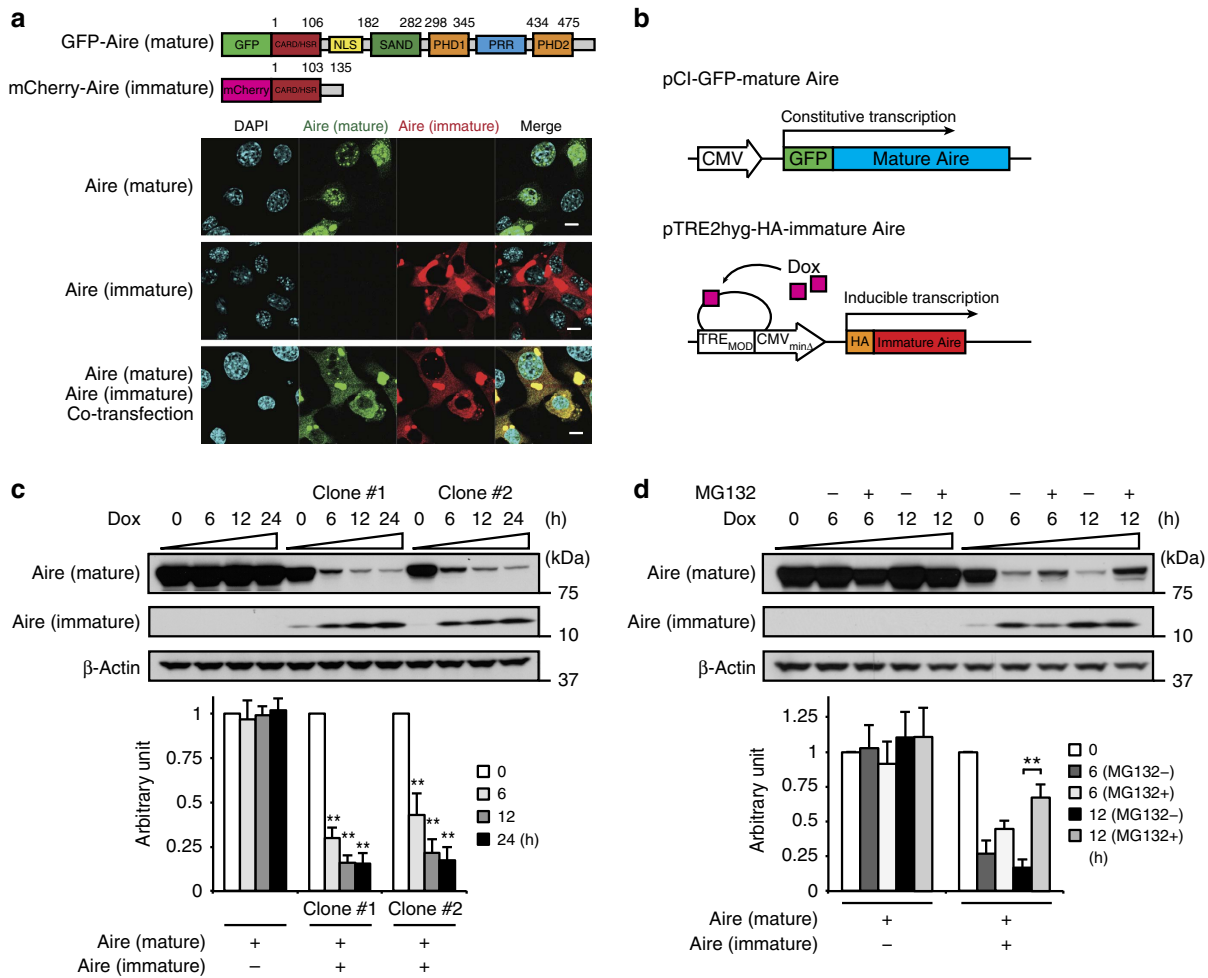 a
1 106 182 282 298 345 434 475
GFP-Aire (mature)
GFP CARD/HSR NLS SAND PHD1 PRR PHD2
1 103 135
mCherry-Aire (immature)
mCherry CARD/HSR
DAPI Aire (mature) Aire (immature) Merge
Aire (mature)
Aire (immature)
Aire (mature)
Aire (immature)
Co-transfection
b
pCI-GFP-mature Aire
Constitutive transcription
CMV GFP Mature Aire
pTRE2hyg-HA-immature Aire
Dox
Inducible transcription
TREMOD CMVminΔ HA Immature Aire
c
Clone #1 Clone #2
Dox 0 6 12 24 0 6 12 24 0 6 12 24 (h)
(kDa)
Aire (mature)
75
Aire (immature)
10
β-Actin
37
Arbitrary unit
1
0.75
0.5
0.25
0
** ** ** ** ** **
0
6
12
24 (h)
Clone #1 Clone #2
Aire (mature) + + +
Aire (immature) − + +
d
MG132 − + − + − + − +
Dox 0 6 6 12 12 0 6 6 12 12 (h)
(kDa)
Aire (mature)
75
Aire (immature)
10
β-Actin
37
Arbitrary unit
1.25
1
0.75
0.5
0.25
0
**
0
6 (MG132−)
6 (MG132+)
12 (MG132−)
12 (MG132+)
(h)
Aire (mature) + +
Aire (immature) − +